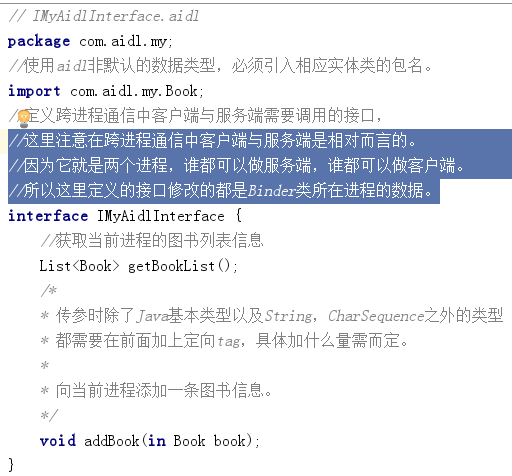 // IMyAidlInterface.aidl
package com.aidl.my;
//使用aidl非默认的数据类型，必须引入相应实体类的包名。
import com.aidl.my.Book;
//定义跨进程通信中客户端与服务端需要调用的接口，
//这里注意在跨进程通信中客户端与服务端是相对而言的。
//因为它就是两个进程，谁都可以做服务端，谁都可以做客户端。
//所以这里定义的接口修改的都是Binder类所在进程的数据。
interface IMyAidlInterface {
//获取当前进程的图书列表信息
List<Book> getBookList();
/*
* 传参时除了Java基本类型以及String，CharSequence之外的类型
* 都需要在前面加上定向tag，具体加什么量需而定。
*
* 向当前进程添加一条图书信息。
*/
void addBook(in Book book);
}